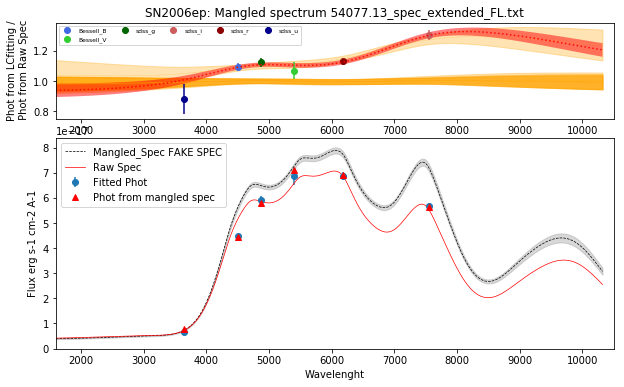 SN2006ep: Mangled spectrum 54077.13_spec_extended_FL.txt
Phot from LCfitting /
Phot from Raw Spec
Bessell_B sdss_g sdss_i sdss_r sdss_u
Bessell_V
1.2
1.0
0.8
2000 3000 4000 5000 6000 7000 8000 9000 10000
1e-17
Flux erg s-1 cm-2 A-1
Mangled_Spec FAKE SPEC
Raw Spec
Fitted Phot
Phot from mangled spec
8
7
6
5
4
3
2
1
0
2000 3000 4000 5000 6000 7000 8000 9000 10000
Wavelenght